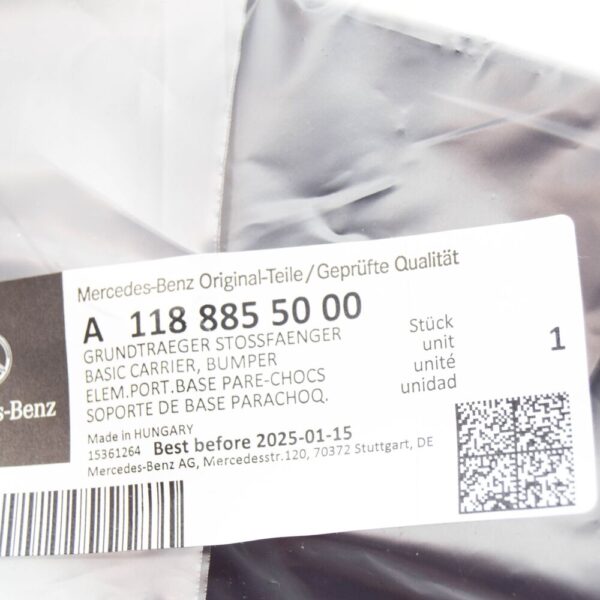 Mercedes-Benz Original-Teile/Geprüfte Qualität
A 118 885 50 00
GRUNDTRAEGER STOSSFAENGER
BASIC CARRIER, BUMPER
ELEM.PORT.BASE PARE-CHOCS
SOPORTE DE BASE PARACHOQ.
Stück
unit
unité
unidad
1
Made in HUNGARY
15361264 Best before 2025-01-15
Mercedes-Benz AG, Mercedesstr.120, 70372 Stuttgart, DE
s-Benz